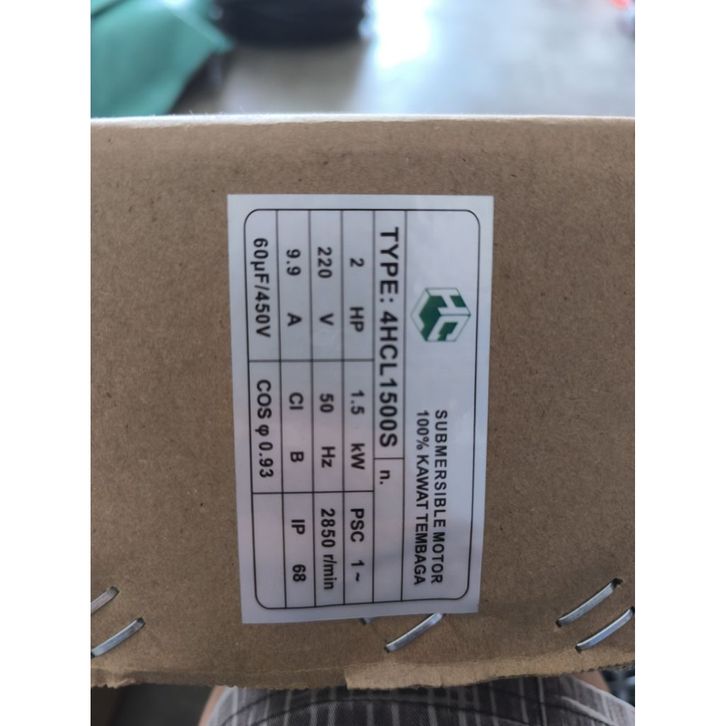 HC
SUBMERSIBLE MOTOR
100% KAWAT TEMBAGA
TYPE: 4HCL1500S n.
2 HP 1.5 kW PSC 1~
220 V 50 Hz 2850 r/min
9.9 A Cl B IP 68
60μF/450V COS φ 0.93